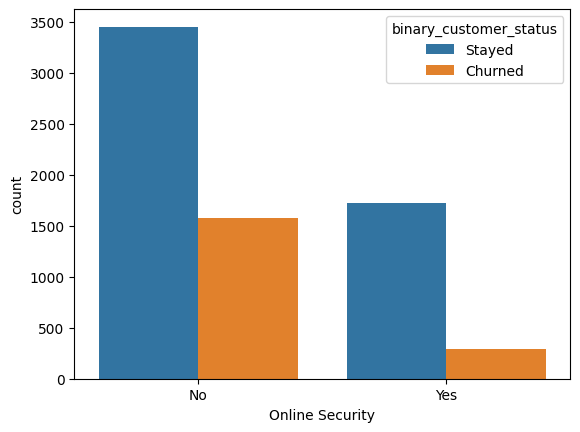 binary_customer_status
Stayed
Churned
3500
3000
2500
2000
1500
1000
500
0
count
No
Yes
Online Security